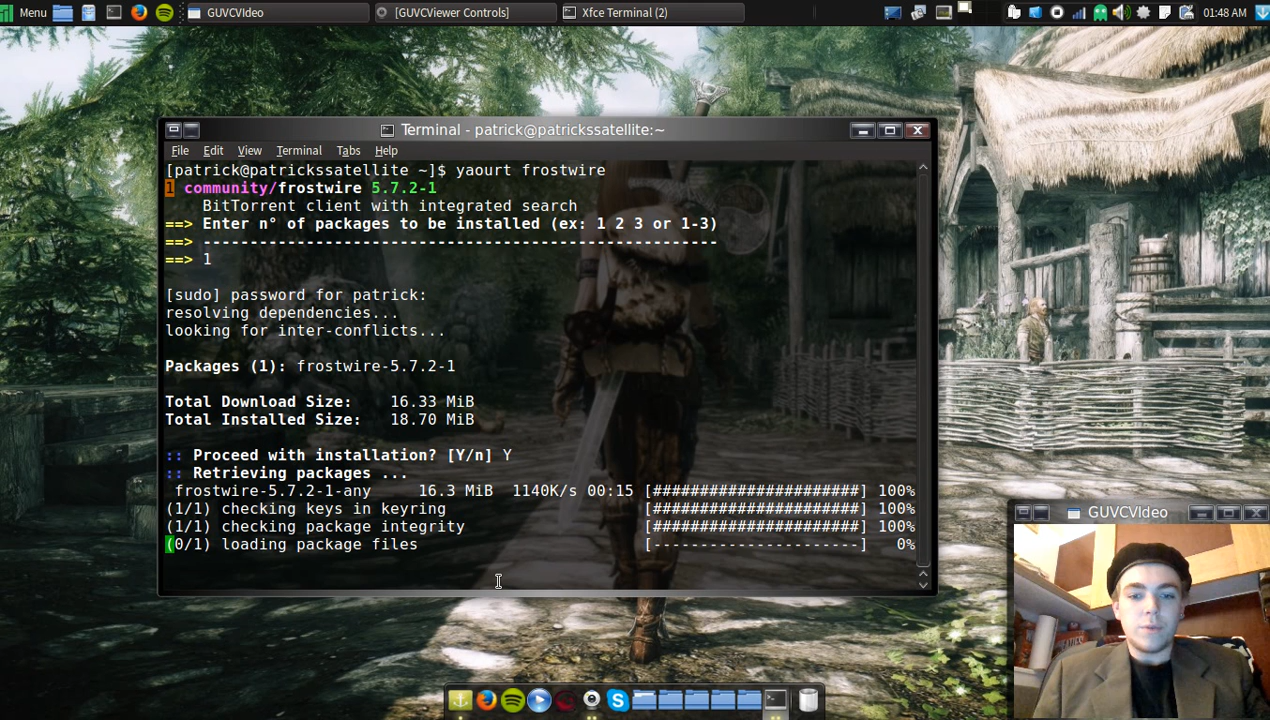 Menu
GUVCVIdeo
[GUVCViewer Controls]
Xfce Terminal (2)
01:48 AM
Terminal - patrick@patrickssatellite:~
File Edit View Terminal Tabs Help
[patrick@patrickssatellite ~]$ yaourt frostwire
1 community/frostwire 5.7.2-1
BitTorrent client with integrated search
==> Enter n° of packages to be installed (ex: 1 2 3 or 1-3)
==> -------------------------------------------------------
==> 1
[sudo] password for patrick:
resolving dependencies...
looking for inter-conflicts...
Packages (1): frostwire-5.7.2-1
Total Download Size: 16.33 MiB
Total Installed Size: 18.70 MiB
:: Proceed with installation? [Y/n] Y
:: Retrieving packages ...
frostwire-5.7.2-1-any 16.3 MiB 1140K/s 00:15 [######################] 100%
(1/1) checking keys in keyring [######################] 100%
(1/1) checking package integrity [######################] 100%
(0/1) loading package files [----------------------] 0%
GUVCVIdeo